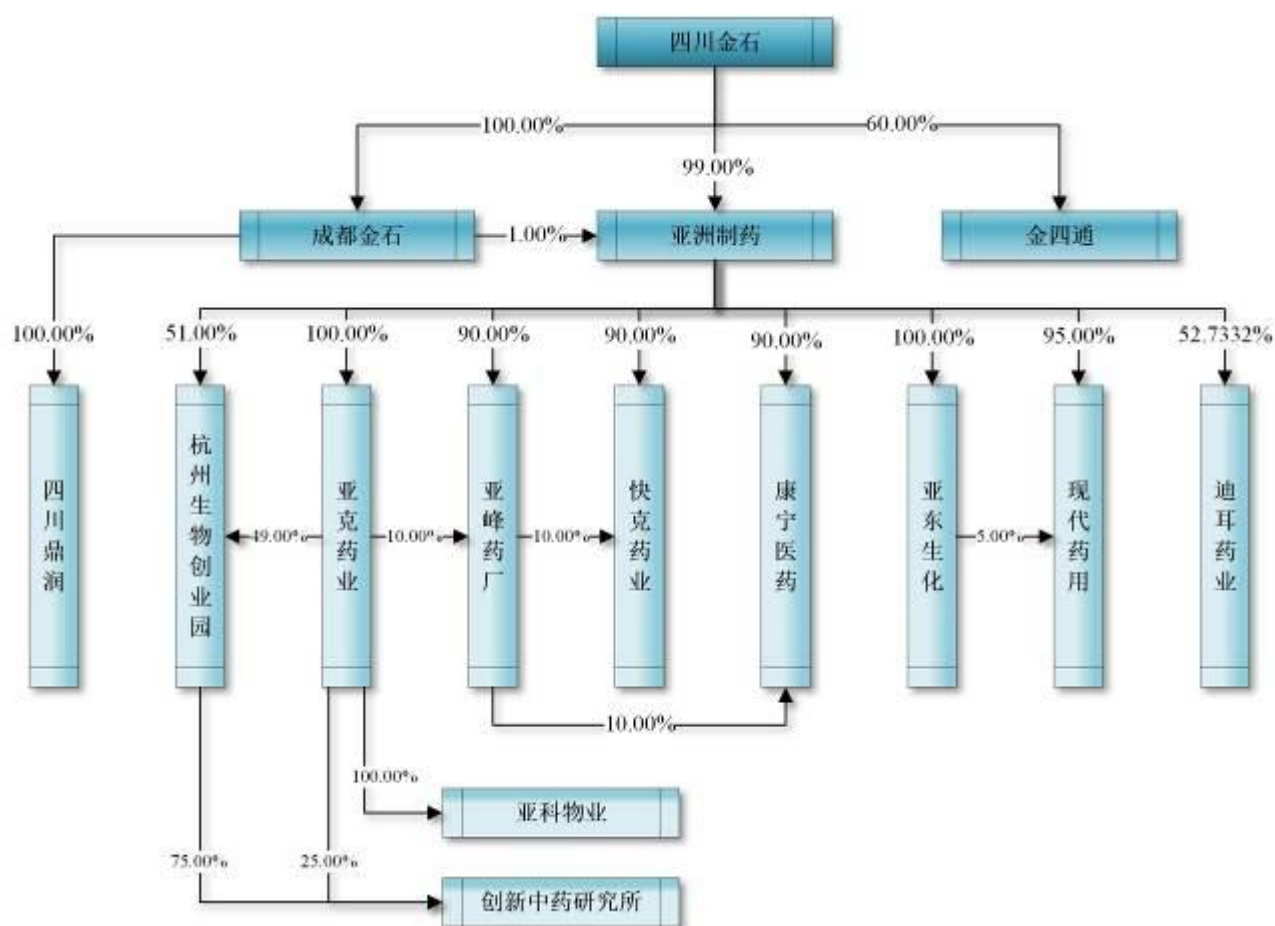 四川金石
100.00%
60.00%
99.00%
成都金石
1.00%
亚洲制药
金四通
100.00%
51.00%
100.00%
90.00%
90.00%
90.00%
100.00%
95.00%
52.7332%
四川鼎润
杭州生物创业园
49.00%
亚克药业
10.00%
亚峰药厂
10.00%
快克药业
康宁医药
亚东生化
5.00%
现代药用
迪耳药业
10.00%
100.00%
亚科物业
75.00%
25.00%
创新中药研究所